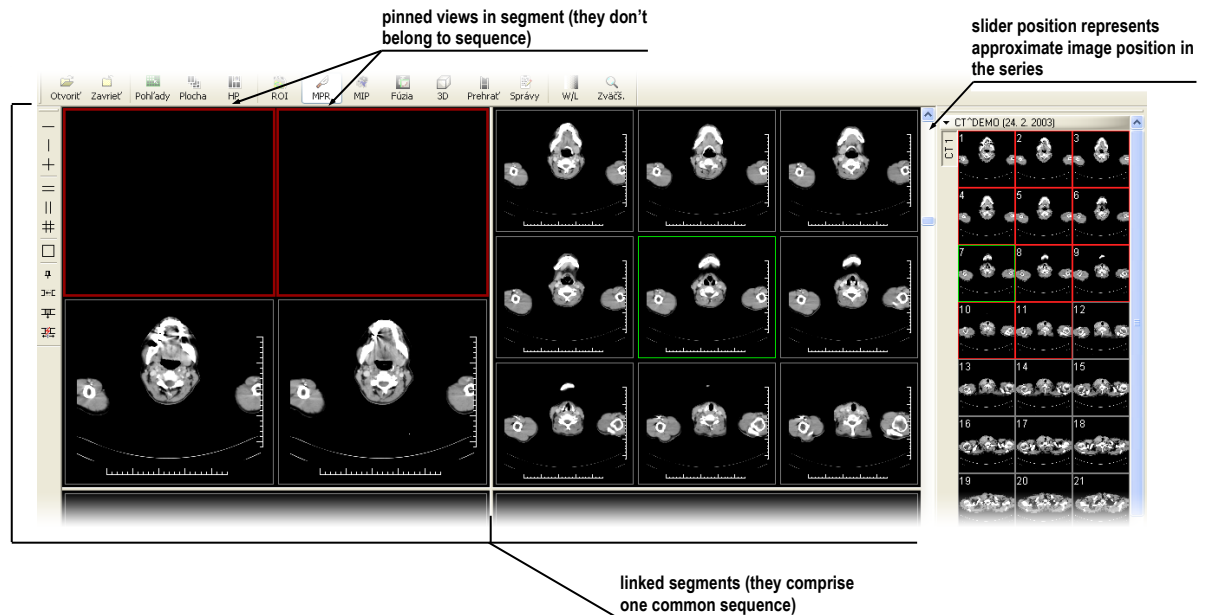 pinned views in segment (they don’t
belong to sequence)
slider position represents
approximate image position in
the series
Otvoriť Zavrieť Pohľady Plocha HP ROI MPR MIP Fúzia 3D Prehrať Správy W/L Zväčš.
CT^DEMO (24. 2. 2003)
CT 1
1 2 3
4 5 6
7 8 9
10 11 12
13 14 15
16 17 18
19 20 21
linked segments (they comprise
one common sequence)